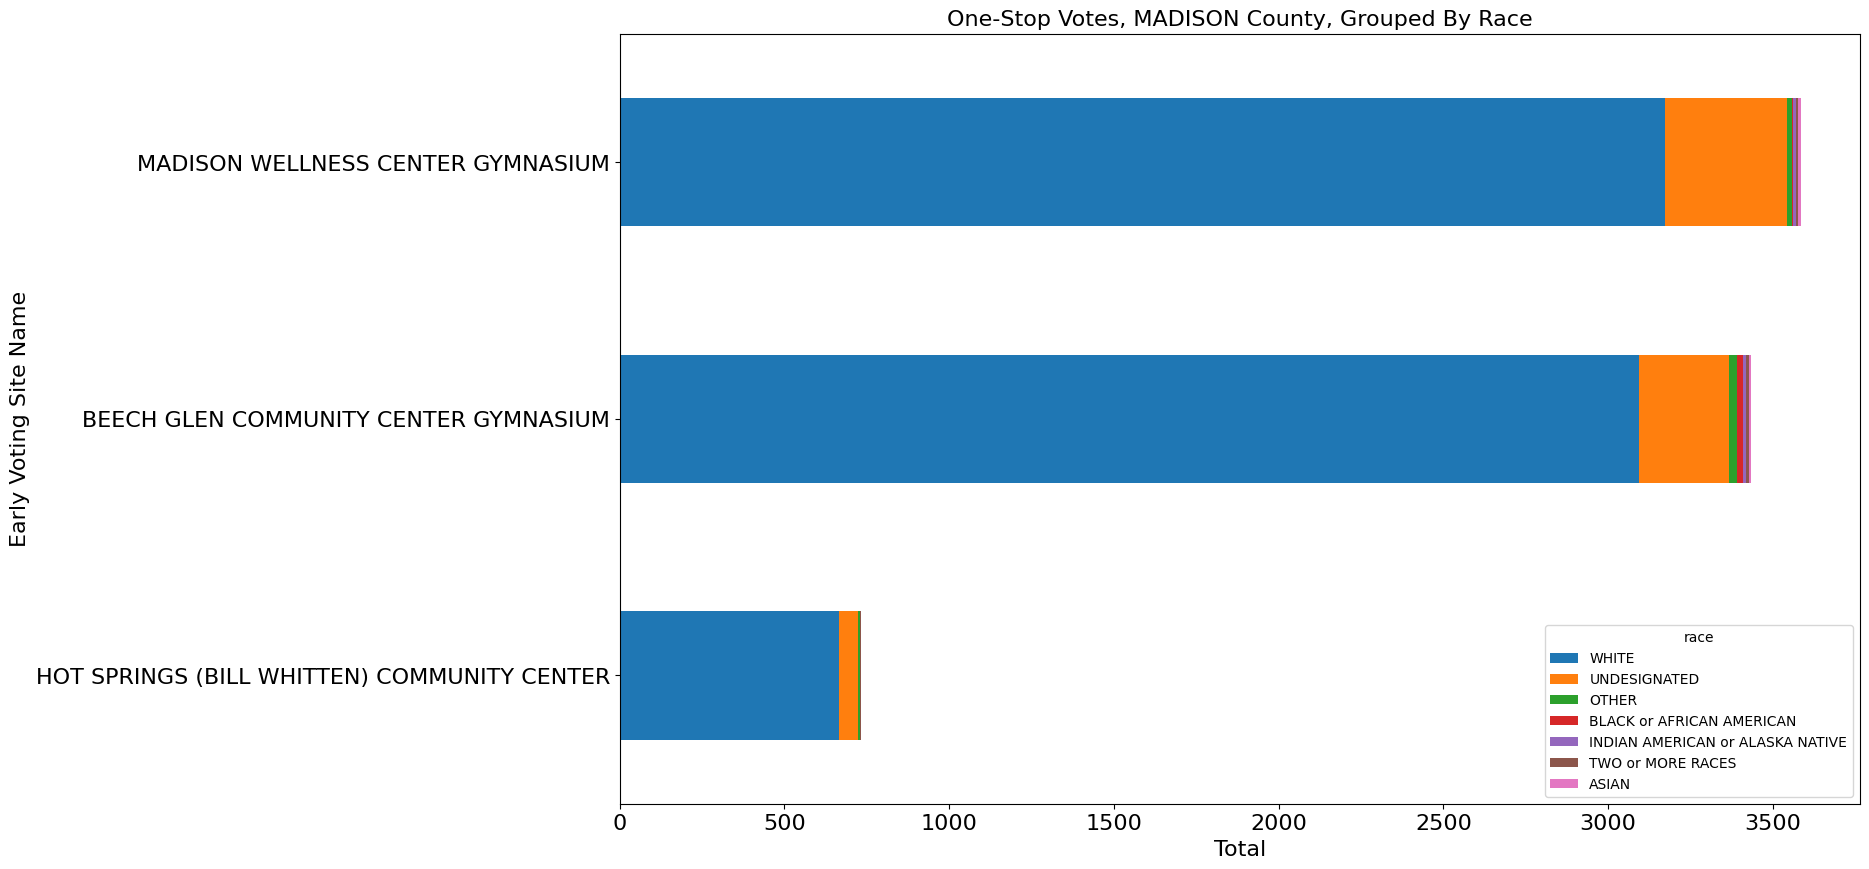 One-Stop Votes, MADISON County, Grouped By Race
Early Voting Site Name
MADISON WELLNESS CENTER GYMNASIUM
BEECH GLEN COMMUNITY CENTER GYMNASIUM
HOT SPRINGS (BILL WHITTEN) COMMUNITY CENTER
race
WHITE
UNDESIGNATED
OTHER
BLACK or AFRICAN AMERICAN
INDIAN AMERICAN or ALASKA NATIVE
TWO or MORE RACES
ASIAN
0 500 1000 1500 2000 2500 3000 3500
Total